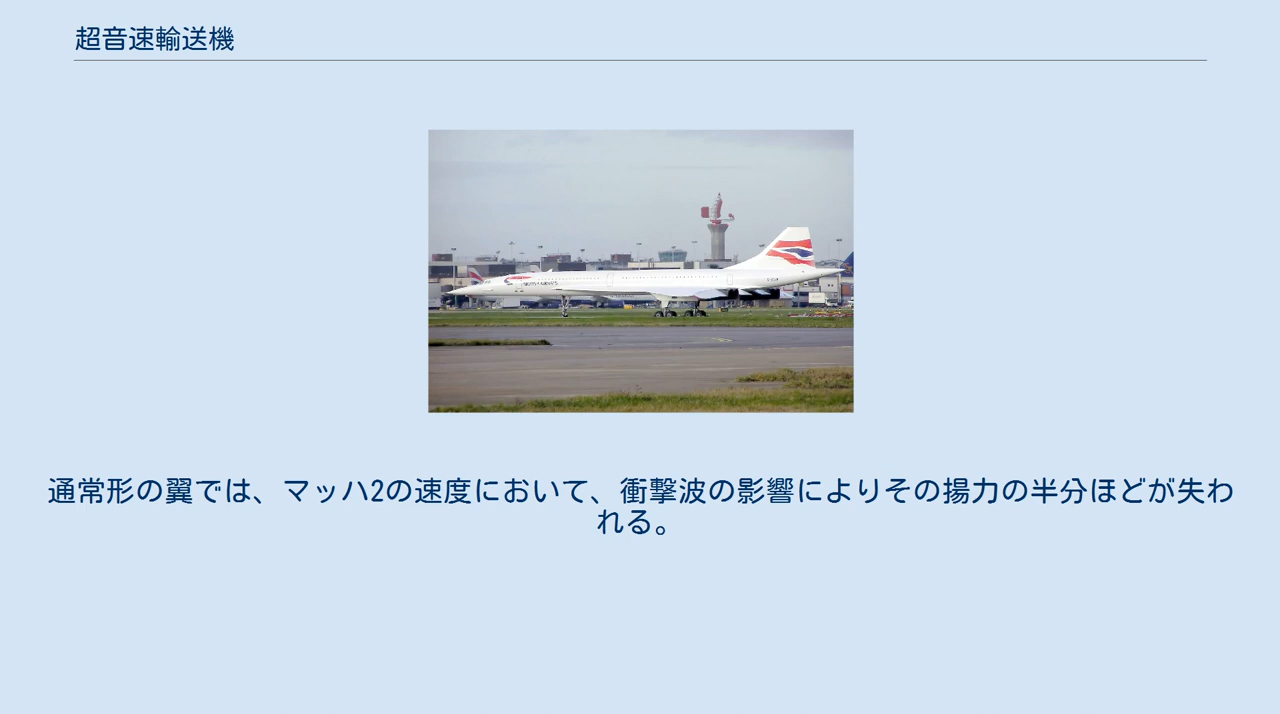 超音速輸送機
通常形の翼では、マッハ2の速度において、衝撃波の影響によりその揚力の半分ほどが失わ
れる。